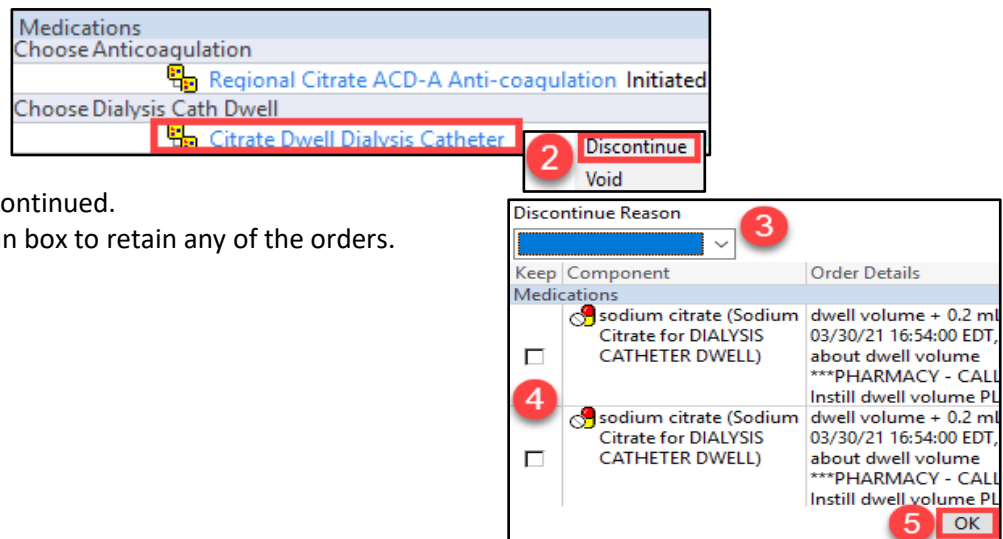 Medications
Choose Anticoagulation
Regional Citrate ACD-A Anti-coagulation Initiated
Choose Dialysis Cath Dwell
Citrate Dwell Dialysis Catheter
2
Discontinue
Void
continued.
box to retain any of the orders.
Discontinue Reason
3
Keep Component Order Details
Medications
sodium citrate (Sodium dwell volume + 0.2 mL
Citrate for DIALYSIS 03/30/21 16:54:00 EDT,
CATHETER DWELL) about dwell volume
***PHARMACY - CALL
Instill dwell volume PL
4
sodium citrate (Sodium dwell volume + 0.2 mL
Citrate for DIALYSIS 03/30/21 16:54:00 EDT,
CATHETER DWELL) about dwell volume
***PHARMACY - CALL
Instill dwell volume PL
5 OK